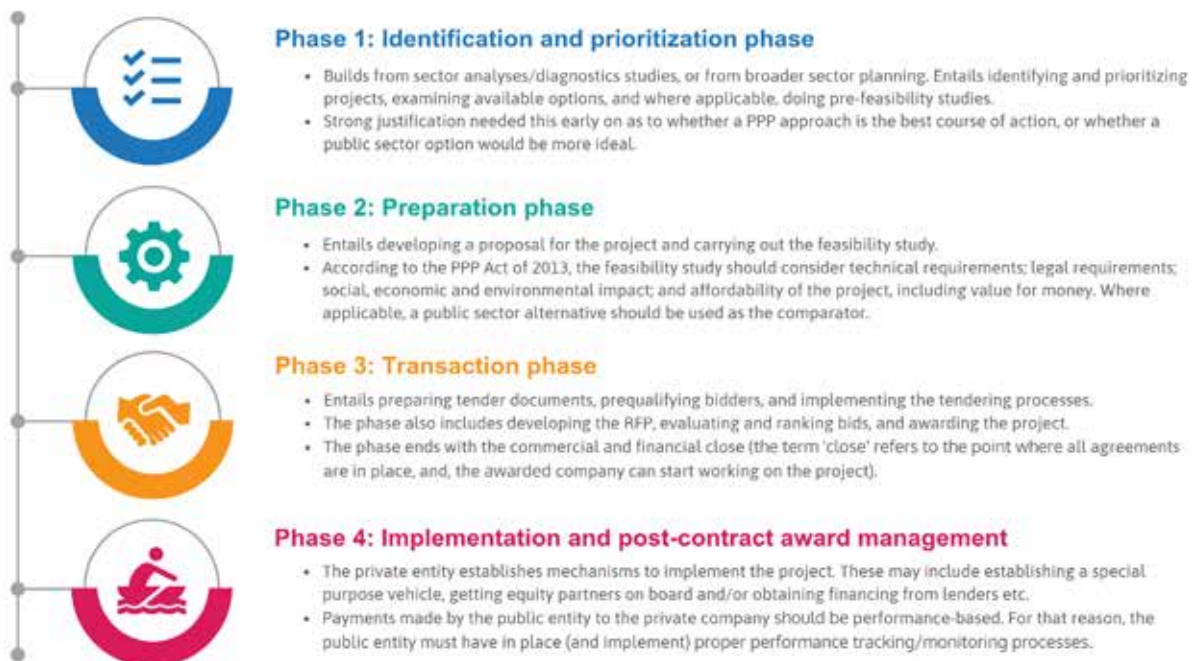 Phase 1: Identification and prioritization phase
• Builds from sector analyses/diagnostics studies, or from broader sector planning. Entails identifying and prioritizing
projects, examining available options, and where applicable, doing pre-feasibility studies.
• Strong justification needed this early on as to whether a PPP approach is the best course of action, or whether a
public sector option would be more ideal.
Phase 2: Preparation phase
• Entails developing a proposal for the project and carrying out the feasibility study.
• According to the PPP Act of 2013, the feasibility study should consider technical requirements; legal requirements;
social, economic and environmental impact; and affordability of the project, including value for money. Where
applicable, a public sector alternative should be used as the comparator.
Phase 3: Transaction phase
• Entails preparing tender documents, prequalifying bidders, and implementing the tendering processes.
• The phase also includes developing the RFP, evaluating and ranking bids, and awarding the project.
• The phase ends with the commercial and financial close (the term 'close' refers to the point where all agreements
are in place, and, the awarded company can start working on the project).
Phase 4: Implementation and post-contract award management
• The private entity establishes mechanisms to implement the project. These may include establishing a special
purpose vehicle, getting equity partners on board and/or obtaining financing from lenders etc.
• Payments made by the public entity to the private company should be performance-based. For that reason, the
public entity must have in place (and implement) proper performance tracking/monitoring processes.